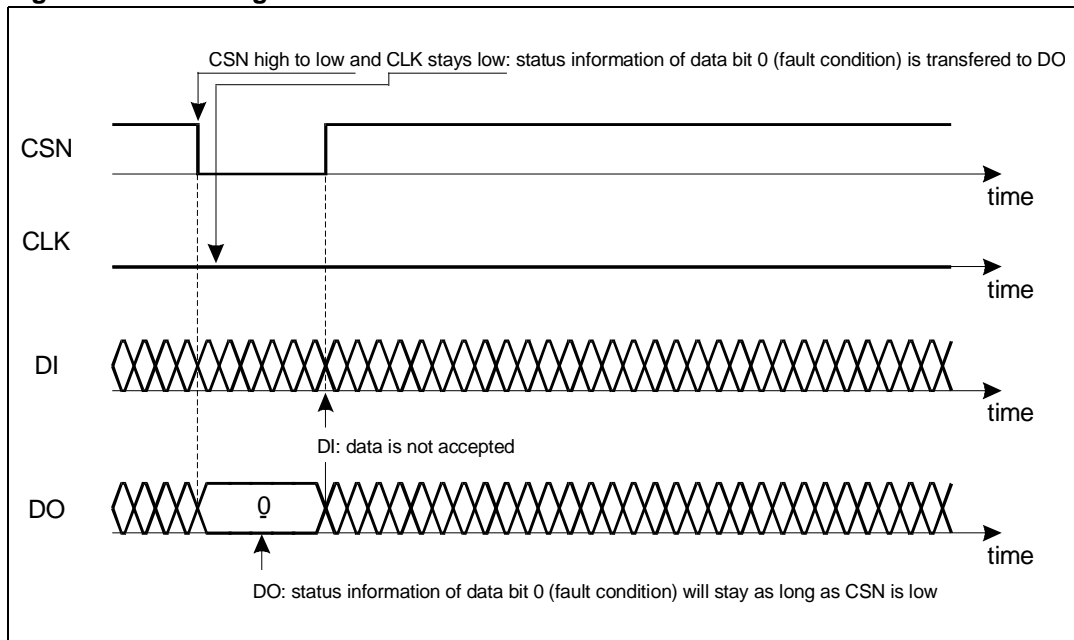 CSN high to low and CLK stays low: status information of data bit 0 (fault condition) is transfered to DO
CSN
time
CLK
time
DI
time
DI: data is not accepted
DO
0
time
DO: status information of data bit 0 (fault condition) will stay as long as CSN is low